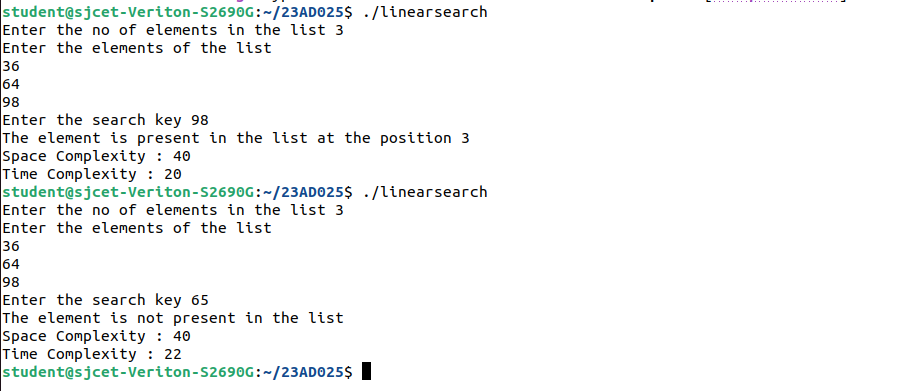 student@sjcet-Veriton-S2690G:~/23AD025$ ./linearsearch
Enter the no of elements in the list 3
Enter the elements of the list
36
64
98
Enter the search key 98
The element is present in the list at the position 3
Space Complexity : 40
Time Complexity : 20
student@sjcet-Veriton-S2690G:~/23AD025$ ./linearsearch
Enter the no of elements in the list 3
Enter the elements of the list
36
64
98
Enter the search key 65
The element is not present in the list
Space Complexity : 40
Time Complexity : 22
student@sjcet-Veriton-S2690G:~/23AD025$